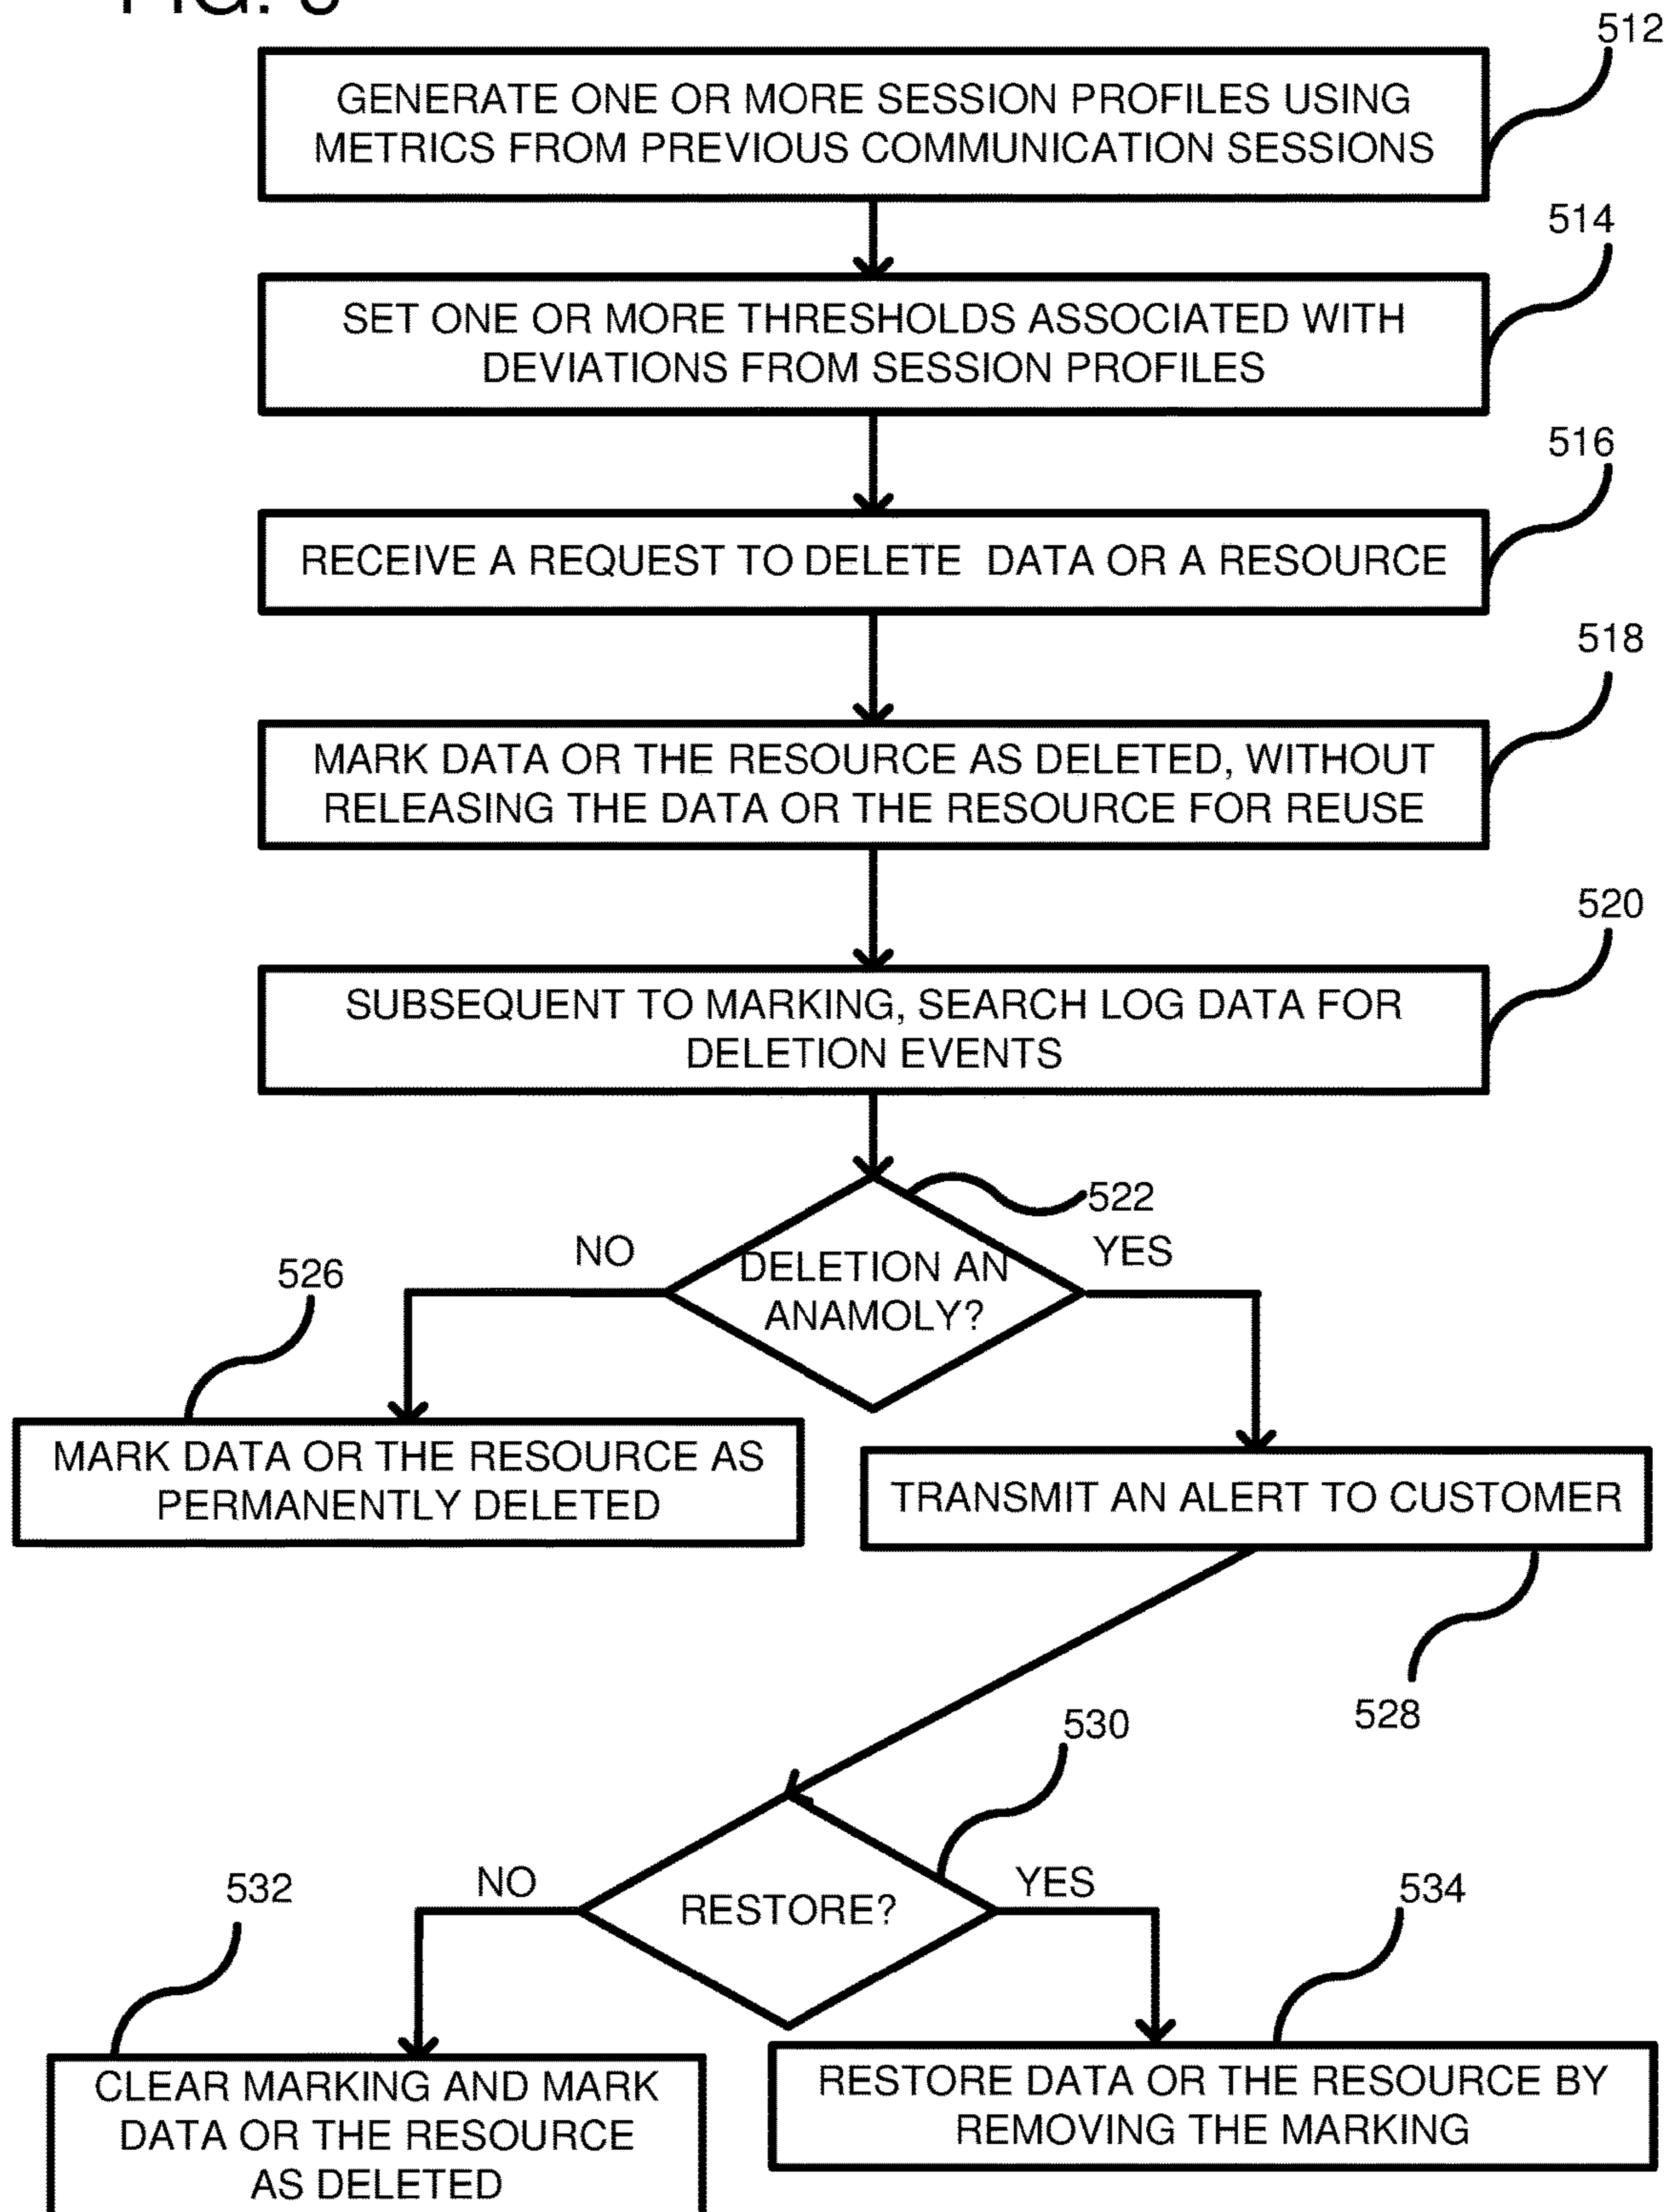 FIG.
512
GENERATE ONE OR MORE SESSION PROFILES USING
METRICS FROM PREVIOUS COMMUNICATION SESSIONS
514
SET ONE OR MORE THRESHOLDS ASSOCIATED WITH
DEVIATIONS FROM SESSION PROFILES
516
RECEIVE A REQUEST TO DELETE DATA OR A RESOURCE
518
MARK DATA OR THE RESOURCE AS DELETED, WITHOUT
RELEASING THE DATA OR THE RESOURCE FOR REUSE
520
SUBSEQUENT TO MARKING, SEARCH LOG DATA FOR
DELETION EVENTS
522
NO
YES
DELETION AN
ANAMOLY?
526
MARK DATA OR THE RESOURCE AS
PERMANENTLY DELETED
TRANSMIT AN ALERT TO CUSTOMER
528
530
NO
YES
RESTORE?
532
534
CLEAR MARKING AND MARK
DATA OR THE RESOURCE
AS DELETED
RESTORE DATA OR THE RESOURCE BY
REMOVING THE MARKING